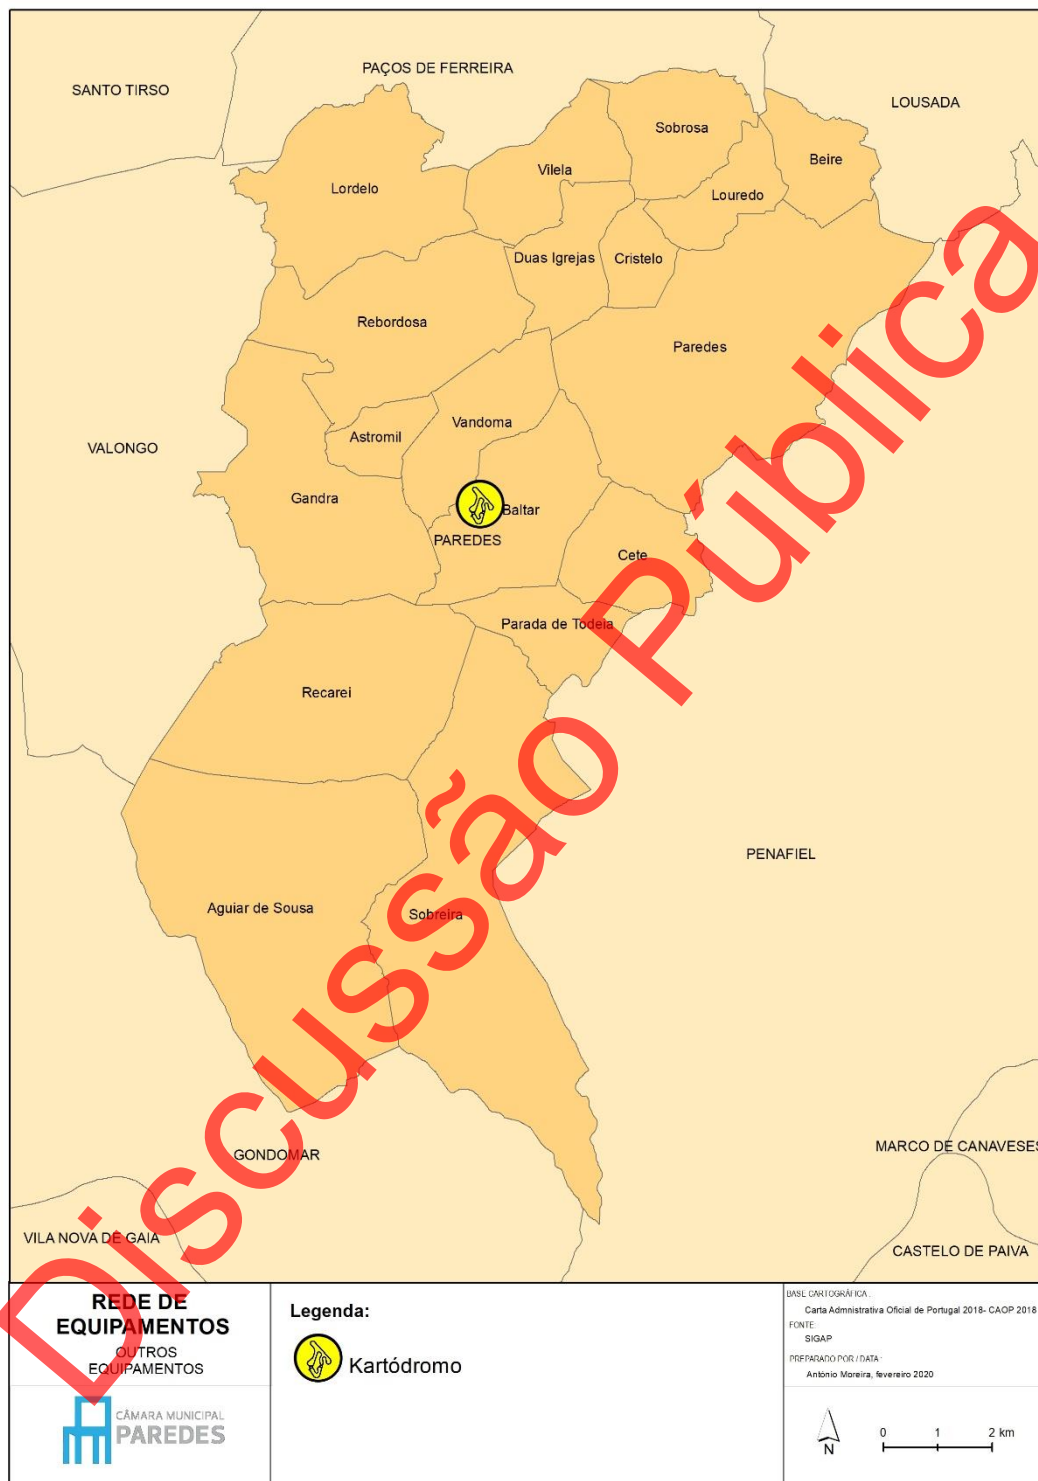 SANTO TIRSO
PAÇOS DE FERREIRA
LOUSADA
Sobrosa
Beire
Vilela
Lordelo
Louredo
Duas Igrejas
Cristelo
Rebordosa
Paredes
Vandoma
Astromil
VALONGO
Gandra
Baltar
PAREDES
Cete
Parada de Todeia
Recarei
PENAFIEL
Aguiar de Sousa
Sobreira
MARCO DE CANAVESES
GONDOMAR
VILA NOVA DE GAIA
CASTELO DE PAIVA
Discussão Pública
REDE DE
EQUIPAMENTOS
OUTROS
EQUIPAMENTOS
CÂMARA MUNICIPAL
PAREDES
Legenda:
Kartódromo
BASE CARTOGRÁFICA :
Carta Admnistrativa Oficial de Portugal 2018- CAOP 2018
FONTE:
SIGAP
PREPARADO POR / DATA :
António Moreira, fevereiro 2020
N
0 1 2 km